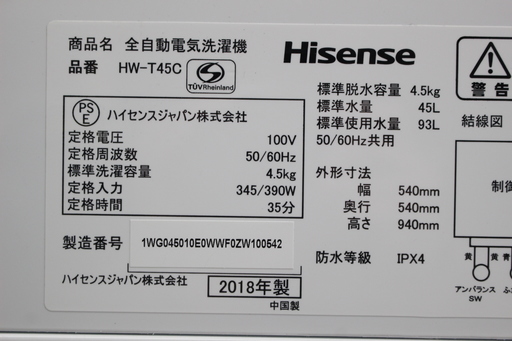 商品名 全自動電気洗濯機
品番 HW-T45C
TÜVRheinland
Hisense
PS
E
ハイセンスジャパン株式会社
定格電圧 100V
定格周波数 50/60Hz
標準洗濯容量 4.5kg
定格入力 345/390W
定格時間 35分
製造番号 1WG045010E0WWF0ZW100542
ハイセンスジャパン株式会社
2018年製
中国製
標準脱水容量 4.5kg
標準水量 45L
標準使用水量 93L
50/60Hz共用
外形寸法
幅 540mm
奥行 540mm
高さ 940mm
防水等級 IPX4
警告
結線図
制御
黄 黄 青
アンバランス
SW